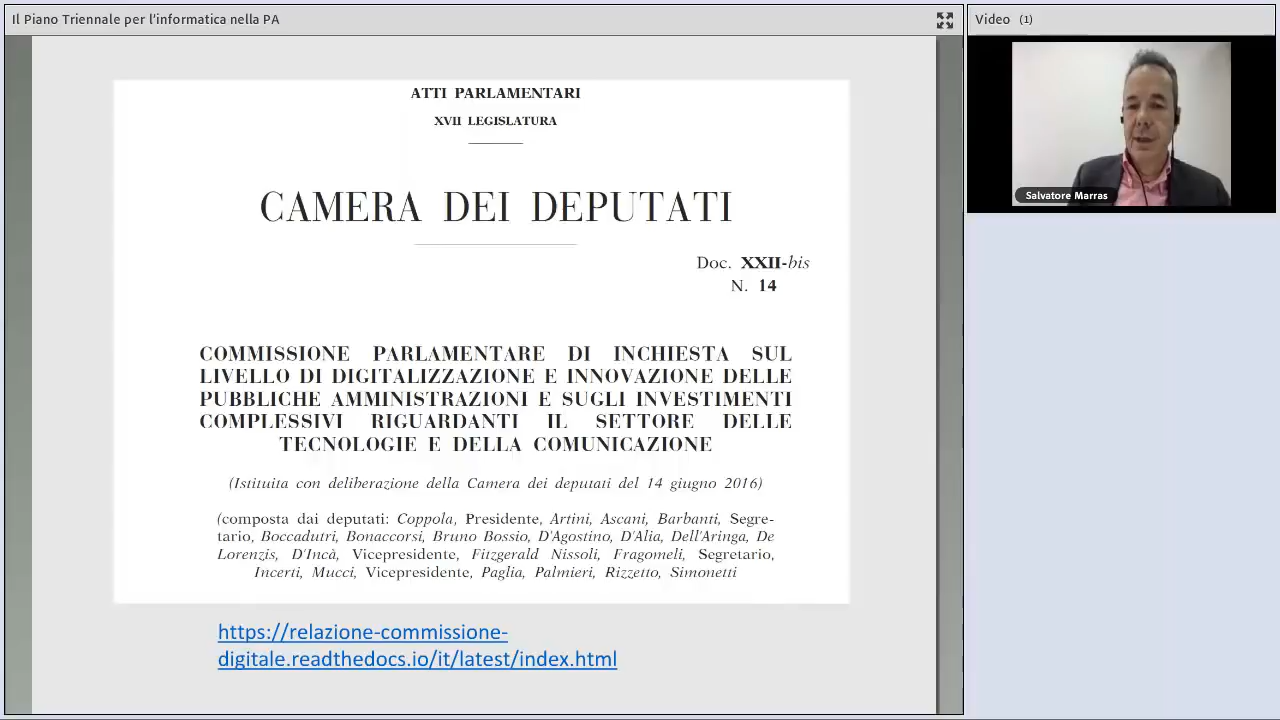 Il Piano Triennale per l'informatica nella PA
Video (1)
ATTI PARLAMENTARI
XVII LEGISLATURA
CAMERA DEI DEPUTATI
Doc. XXII-bis
N. 14
COMMISSIONE PARLAMENTARE DI INCHIESTA SUL
LIVELLO DI DIGITALIZZAZIONE E INNOVAZIONE DELLE
PUBBLICHE AMMINISTRAZIONI E SUGLI INVESTIMENTI
COMPLESSIVI RIGUARDANTI IL SETTORE DELLE
TECNOLOGIE E DELLA COMUNICAZIONE
(Istituita con deliberazione della Camera dei deputati del 14 giugno 2016)
(composta dai deputati: Coppola, Presidente, Artini, Ascani, Barbanti, Segre-
tario, Boccadutri, Bonaccorsi, Bruno Bossio, D'Agostino, D'Alia, Dell'Aringa, De
Lorenzis, D'Incà, Vicepresidente, Fitzgerald Nissoli, Fragomeli, Segretario,
Incerti, Mucci, Vicepresidente, Paglia, Palmieri, Rizzetto, Simonetti
https://relazione-commissione-
digitale.readthedocs.io/it/latest/index.html
Salvatore Marras